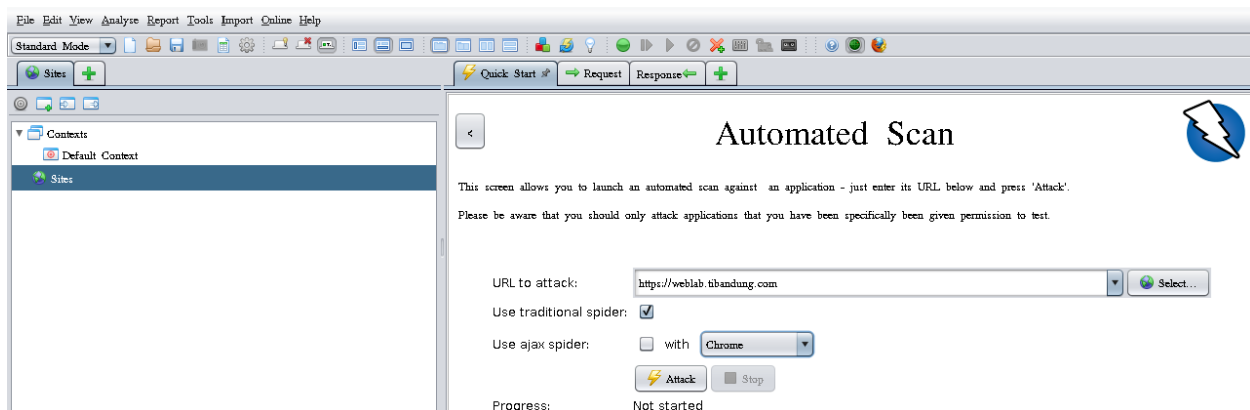 File Edit View Analyse Report Tools Import Online Help
Standard Mode
Sites
Quick Start Request Response
Contexts
Default Context
Sites
<
Automated Scan
This screen allows you to launch an automated scan against an application - just enter its URL below and press 'Attack'.
Please be aware that you should only attack applications that you have been specifically been given permission to test.
URL to attack: https://weblab.tibandung.com Select...
Use traditional spider:
Use ajax spider: with Chrome
Attack Stop
Progress: Not started